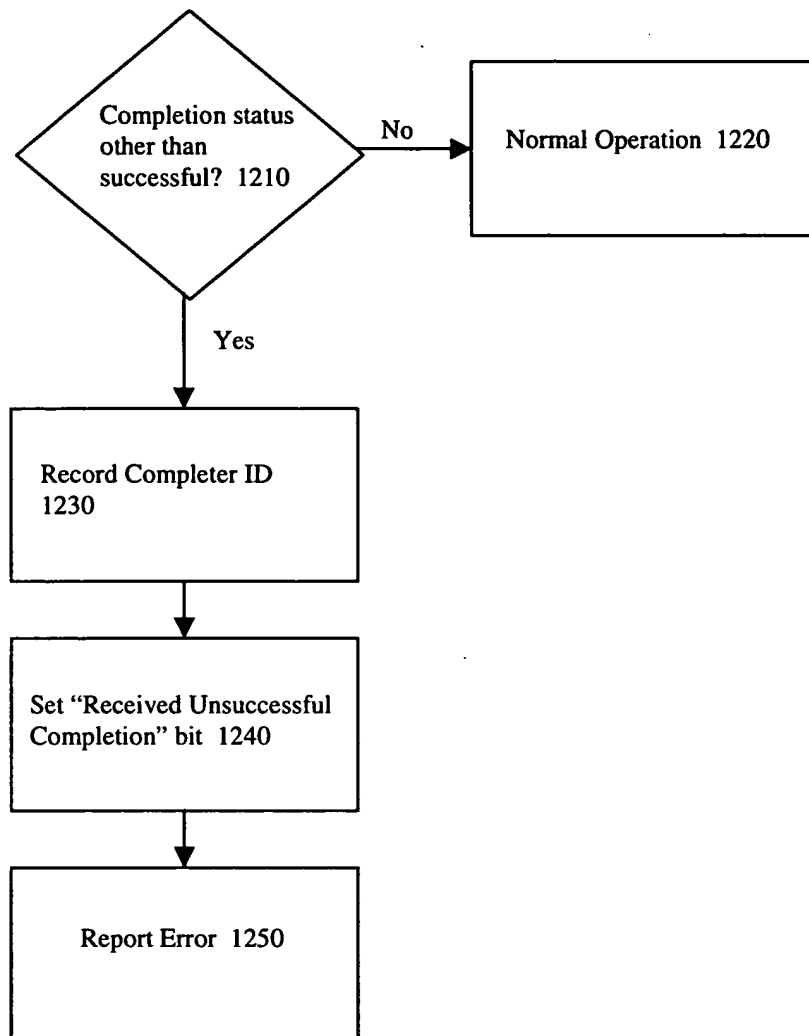 Completion status
other than
successful? 1210
No
Normal Operation 1220
Yes
Record Completer ID
1230
Set “Received Unsuccessful
Completion” bit 1240
Report Error 1250